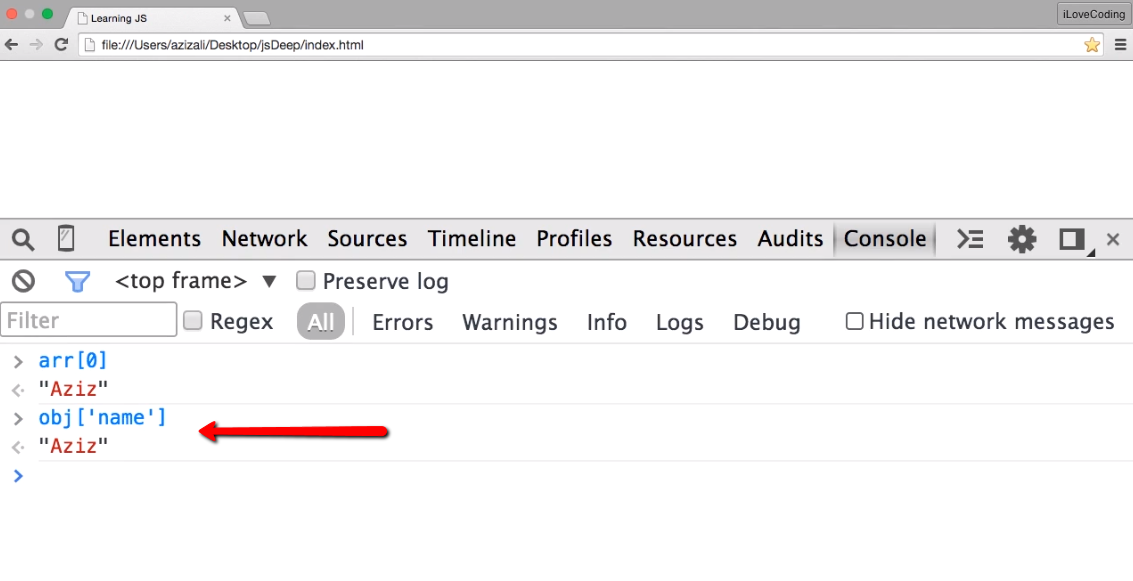 Learning JS
iLoveCoding
file:///Users/azizali/Desktop/jsDeep/index.html
Elements Network Sources Timeline Profiles Resources Audits Console
<top frame> Preserve log
Filter Regex All Errors Warnings Info Logs Debug Hide network messages
arr[0]
"Aziz"
obj['name']
"Aziz"